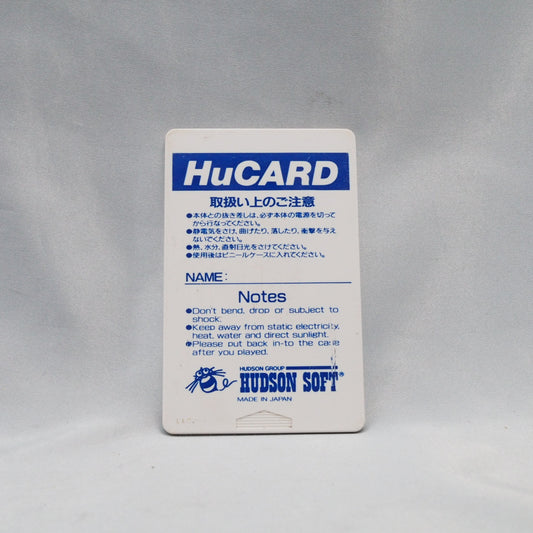 HuCARD
取扱い上のご注意
●本体との抜き差しは、必ず本体の電源を切って
から行なってください。
●静電気をさけ、曲げたり、落したり、衝撃を与え
ないでください。
●熱、水分、直射日光をさけてください。
●使用後はビニールケースに入れてください。
NAME:
Notes
●Don't bend, drop or subject to
shock.
●Keep away from static electricity,
heat, water and direct sunlight.
●Please put back in-to the case
after you played.
HUDSON GROUP
HUDSON SOFT®
MADE IN JAPAN